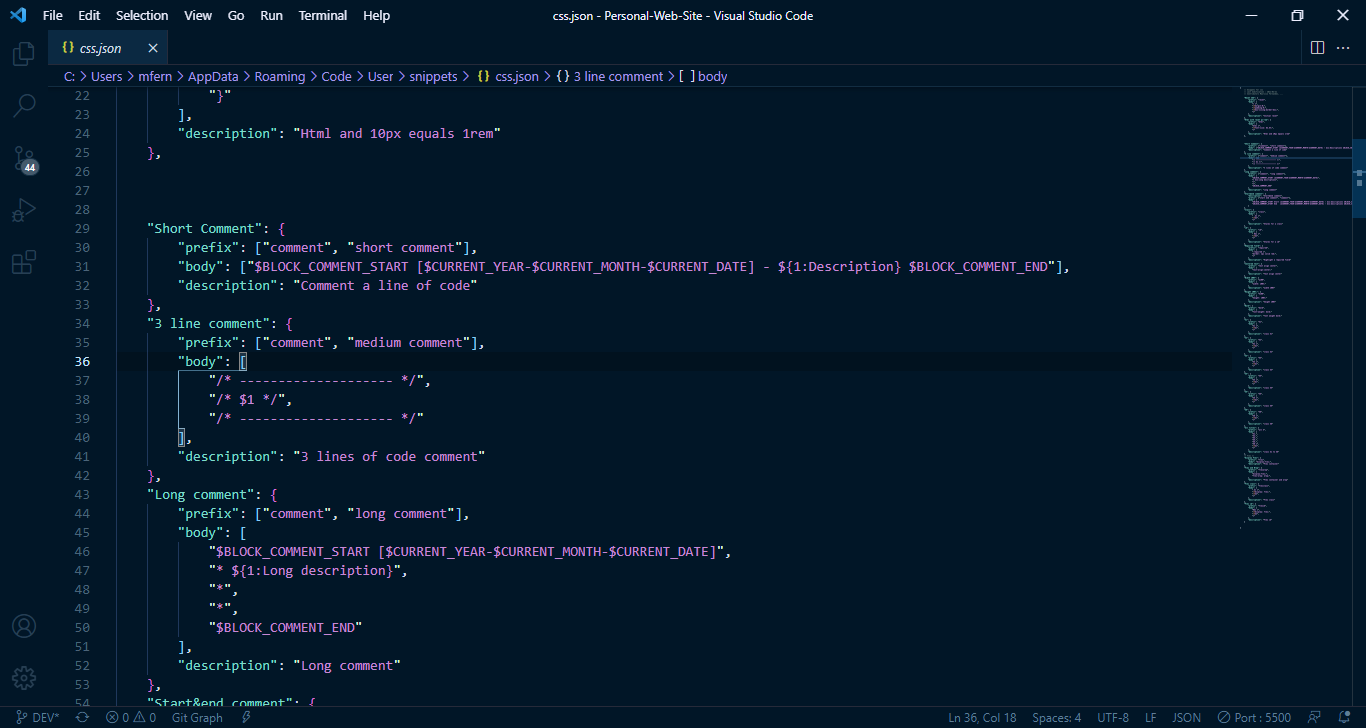 File Edit Selection View Go Run Terminal Help
css.json - Personal-Web-Site - Visual Studio Code
{} css.json
C: > Users > mfern > AppData > Roaming > Code > User > snippets > {} css.json > {} 3 line comment > [ ] body
44
22 "}"
23 ],
24 "description": "Html and 10px equals 1rem"
25 },
26
27
28
29 "Short Comment": {
30 "prefix": ["comment", "short comment"],
31 "body": ["$BLOCK_COMMENT_START [$CURRENT_YEAR-$CURRENT_MONTH-$CURRENT_DATE] - ${1:Description} $BLOCK_COMMENT_END"],
32 "description": "Comment a line of code"
33 },
34 "3 line comment": {
35 "prefix": ["comment", "medium comment"],
36 "body": [
37 "/* -------------------- */",
38 "/* $1 */",
39 "/* -------------------- */"
40 ],
41 "description": "3 lines of code comment"
42 },
43 "Long comment": {
44 "prefix": ["comment", "long comment"],
45 "body": [
46 "$BLOCK_COMMENT_START [$CURRENT_YEAR-$CURRENT_MONTH-$CURRENT_DATE]",
47 "* ${1:Long description}",
48 "*",
49 "*",
50 "$BLOCK_COMMENT_END"
51 ],
52 "description": "Long comment"
53 },
54 "Start&end comment": {
DEV* 0 0 Git Graph Ln 36, Col 18 Spaces: 4 UTF-8 LF JSON Port : 5500